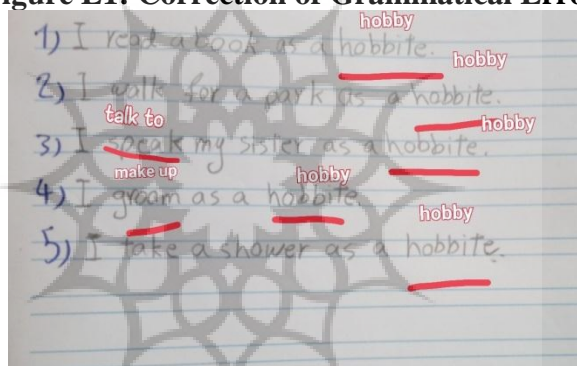 Figure E1: Correction of Grammatical Erro
hobby
1) I read a book as a hobbite.
hobby
2) I walk for a park as a hobbite.
talk to
hobby
3) I speak my sister as a hobbite.
make up
hobby
4) I groom as a hobbite.
hobby
5) I take a shower as a hobbite.